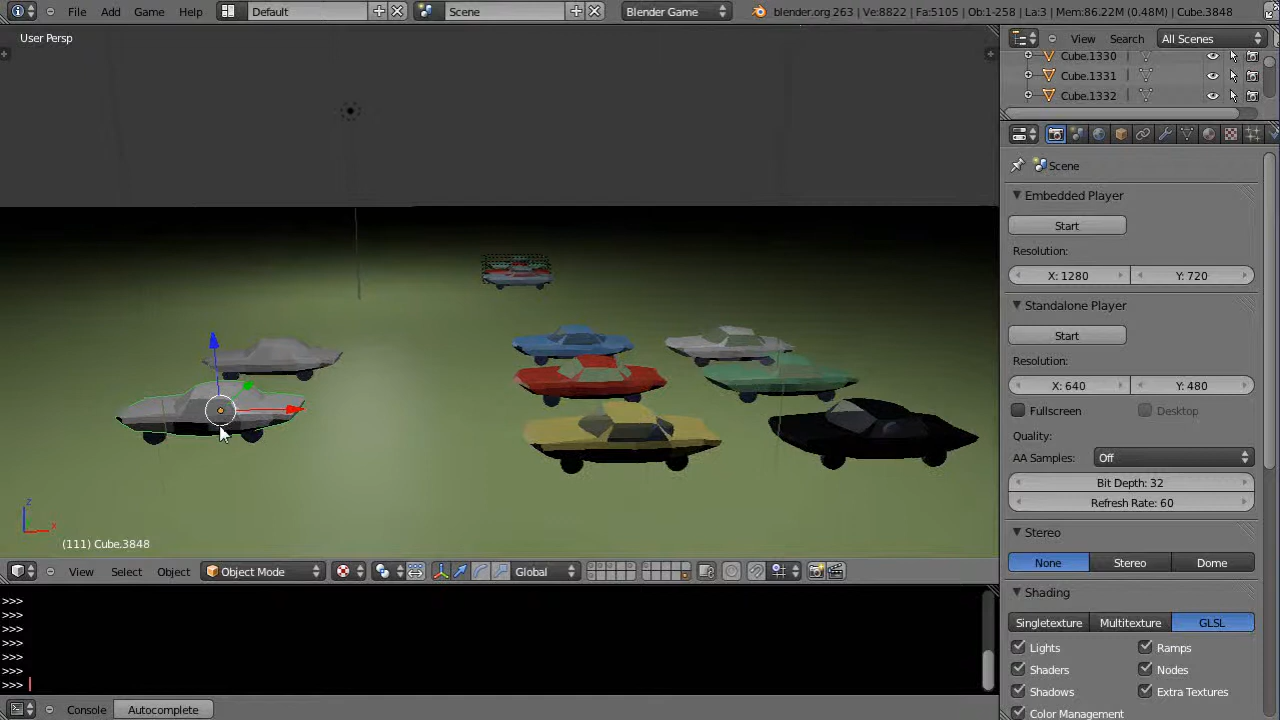 File Add Game Help Default Scene Blender Game blender.org 263 | Ve:8822 | Fa:5105 | Ob:1-258 | La:3 | Mem:86.22M (0.48M) | Cube.3848
User Persp
View Search All Scenes
Cube.1330
Cube.1331
Cube.1332
Scene
Embedded Player
Start
Resolution:
X: 1280 Y: 720
Standalone Player
Start
Resolution:
X: 640 Y: 480
Fullscreen Desktop
Quality:
AA Samples: Off
Bit Depth: 32
Refresh Rate: 60
Stereo
None Stereo Dome
Shading
Singletexture Multitexture GLSL
Lights Ramps
Shaders Nodes
Shadows Extra Textures
Color Management
z
x
(111) Cube.3848
View Select Object Object Mode Global
>>>
>>>
>>>
>>>
>>>
>>>
>>>
Console Autocomplete